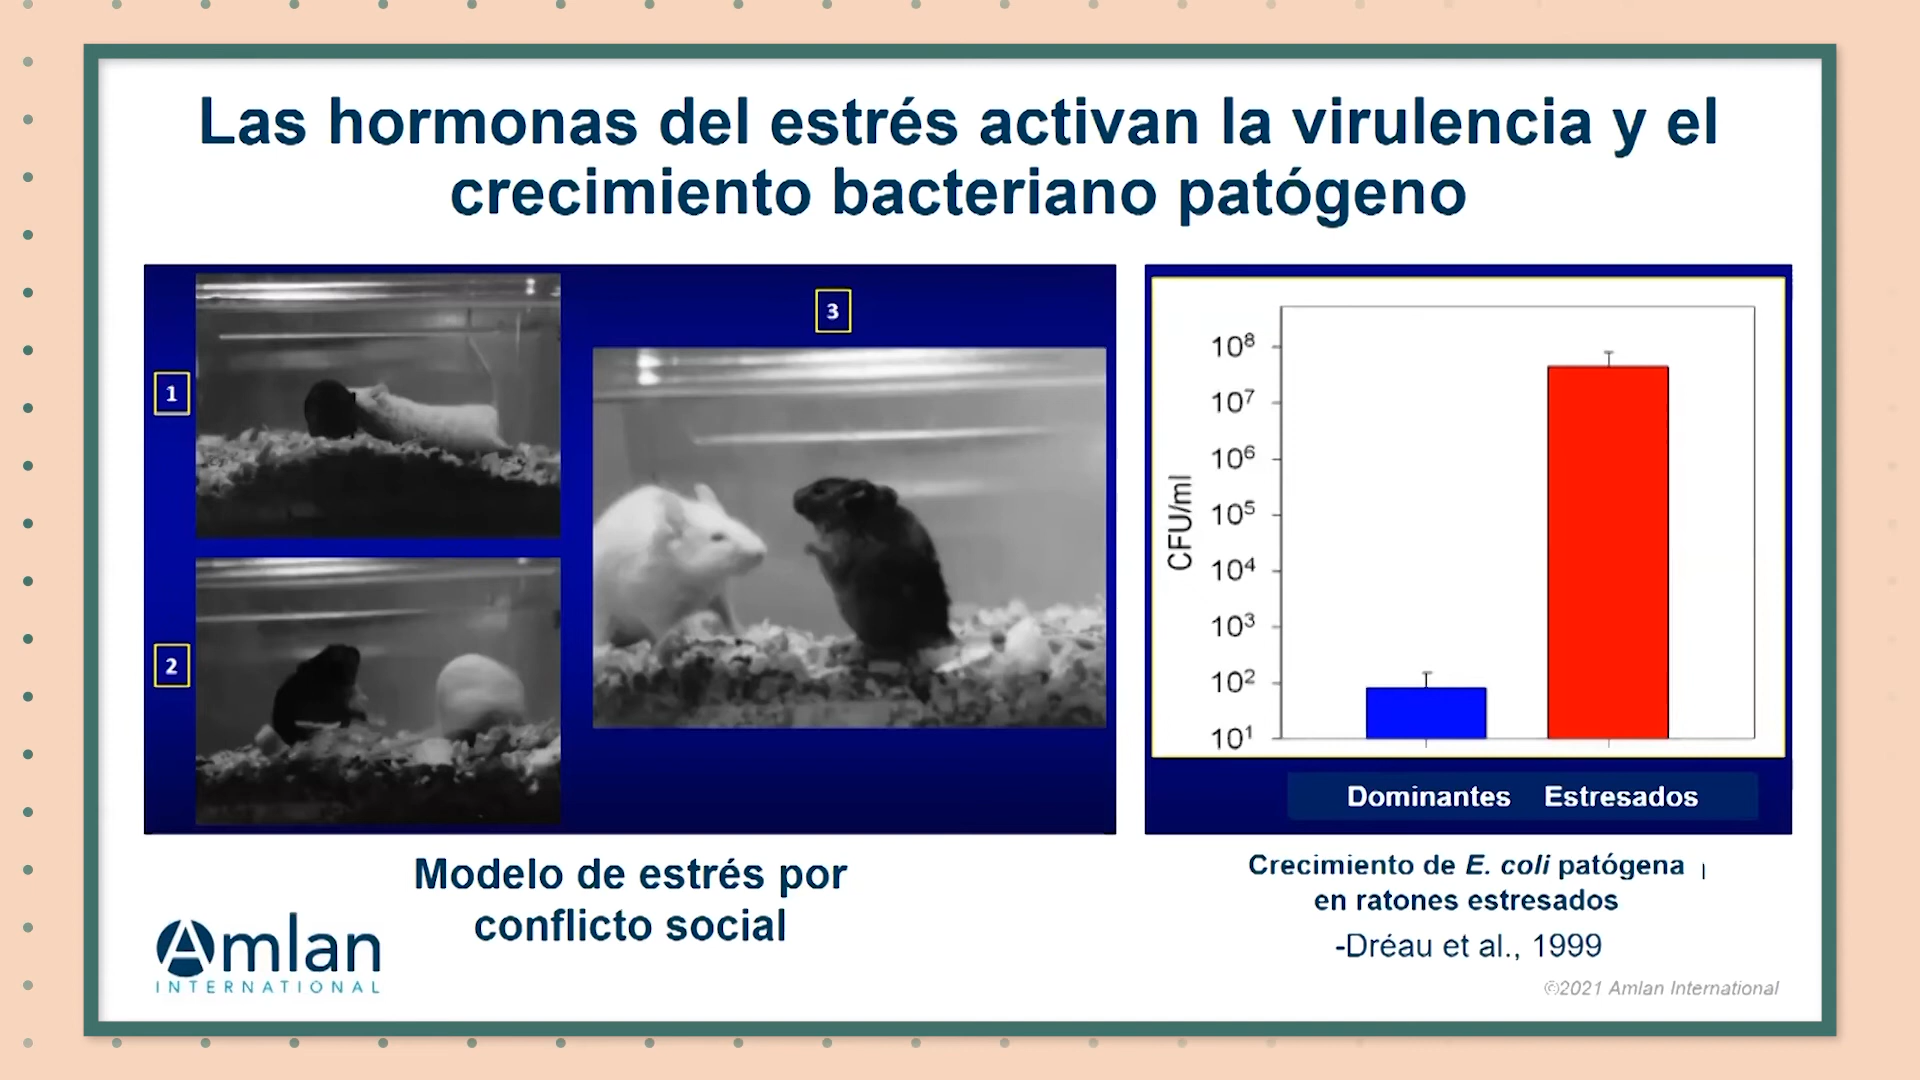 Las hormonas del estrés activan la virulencia y el
crecimiento bacteriano patógeno
1
2
3
CFU/ml
10⁸
10⁷
10⁶
10⁵
10⁴
10³
10²
10¹
Dominantes Estresados
Modelo de estrés por
conflicto social
Crecimiento de E. coli patógena
en ratones estresados
-Dréau et al., 1999
Amlan
INTERNATIONAL
©2021 Amlan International